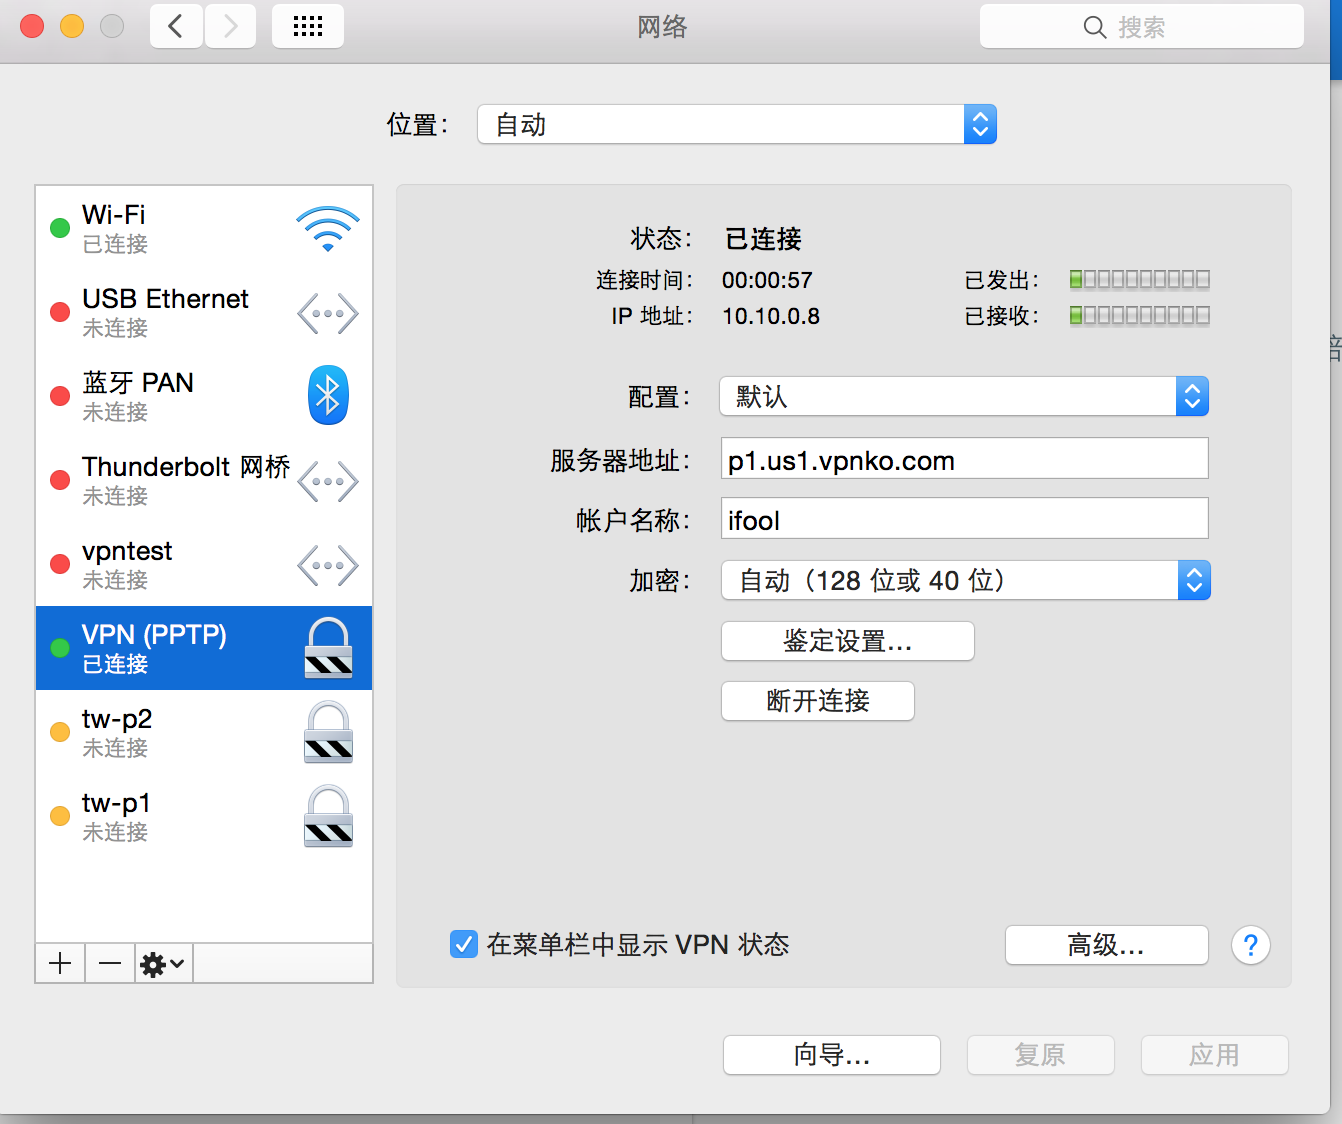 网络
搜索
位置： 自动
Wi-Fi
已连接
USB Ethernet
未连接
蓝牙 PAN
未连接
Thunderbolt 网桥
未连接
vpntest
未连接
VPN (PPTP)
已连接
tw-p2
未连接
tw-p1
未连接
状态： 已连接
连接时间： 00:00:57 已发出：
IP 地址： 10.10.0.8 已接收：
配置： 默认
服务器地址： p1.us1.vpnko.com
帐户名称： ifool
加密： 自动（128 位或 40 位）
鉴定设置...
断开连接
在菜单栏中显示 VPN 状态
高级...
?
向导...
复原
应用